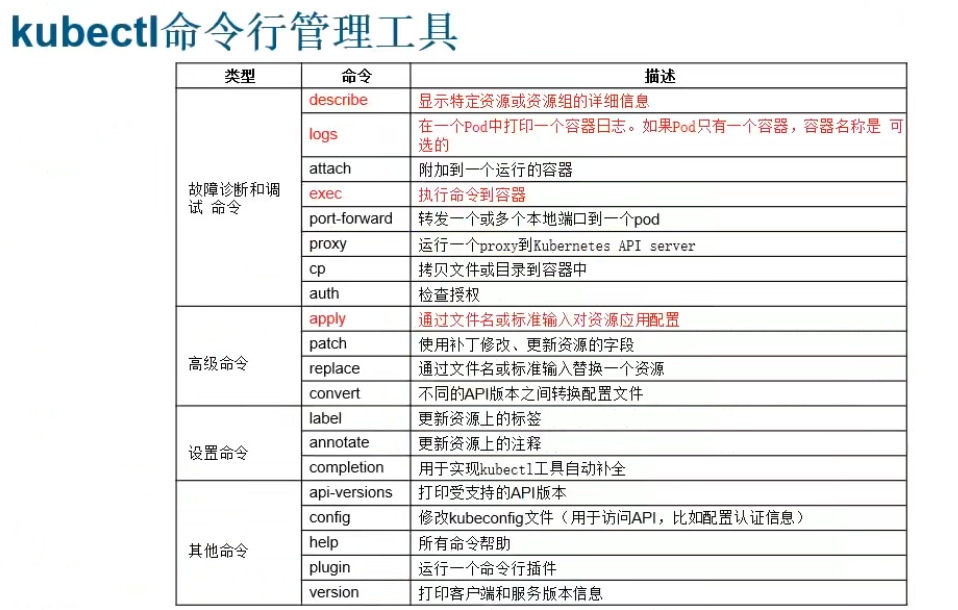 kubectl命令行管理工具
类型 命令 描述
故障诊断和调
试 命令
describe 显示特定资源或资源组的详细信息
logs 在一个Pod中打印一个容器日志。如果Pod只有一个容器，容器名称是 可
选的
attach 附加到一个运行的容器
exec 执行命令到容器
port-forward 转发一个或多个本地端口到一个pod
proxy 运行一个proxy到Kubernetes API server
cp 拷贝文件或目录到容器中
auth 检查授权
高级命令
apply 通过文件名或标准输入对资源应用配置
patch 使用补丁修改、更新资源的字段
replace 通过文件名或标准输入替换一个资源
convert 不同的API版本之间转换配置文件
设置命令
label 更新资源上的标签
annotate 更新资源上的注释
completion 用于实现kubectl工具自动补全
其他命令
api-versions 打印受支持的API版本
config 修改kubeconfig文件（用于访问API，比如配置认证信息）
help 所有命令帮助
plugin 运行一个命令行插件
version 打印客户端和服务版本信息